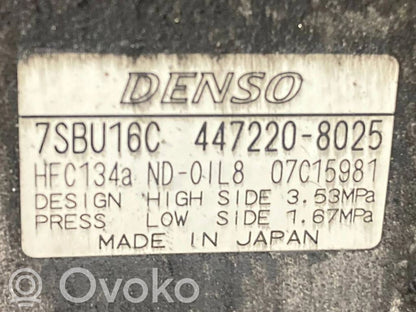 DENSO
7SBU16C 447220-8025
HFC134a ND-OIL8 07C15981
DESIGN HIGH SIDE 3.53MPa
PRESS LOW SIDE 1.67MPa
MADE IN JAPAN
Ovoko